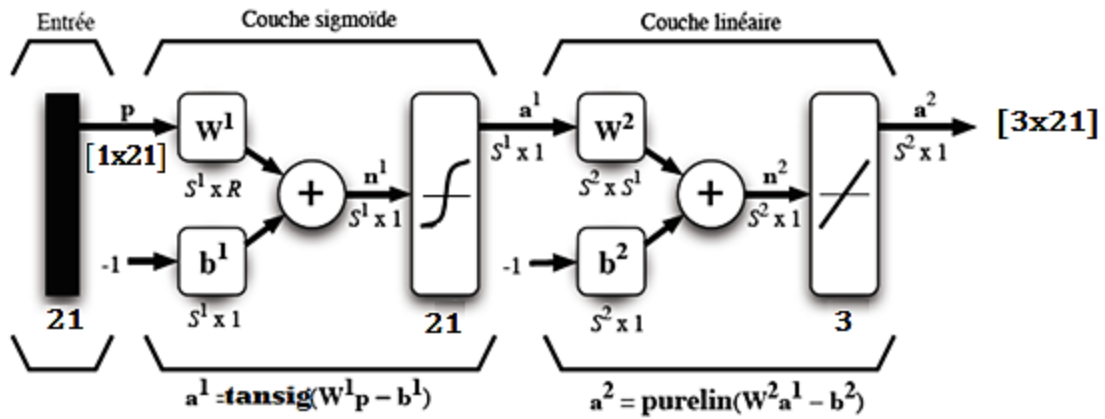 Entrée
Couche sigmoïde
Couche linéaire
p
[1x21]
W¹
S¹ x R
-1
b¹
S¹ x 1
+
n¹
S¹ x 1
a¹
S¹ x 1
W²
S² x S¹
-1
b²
S² x 1
+
n²
S² x 1
a²
S² x 1
[3x21]
21
21
3
a¹ =tansig(W¹p – b¹)
a² = purelin(W²a¹ – b²)